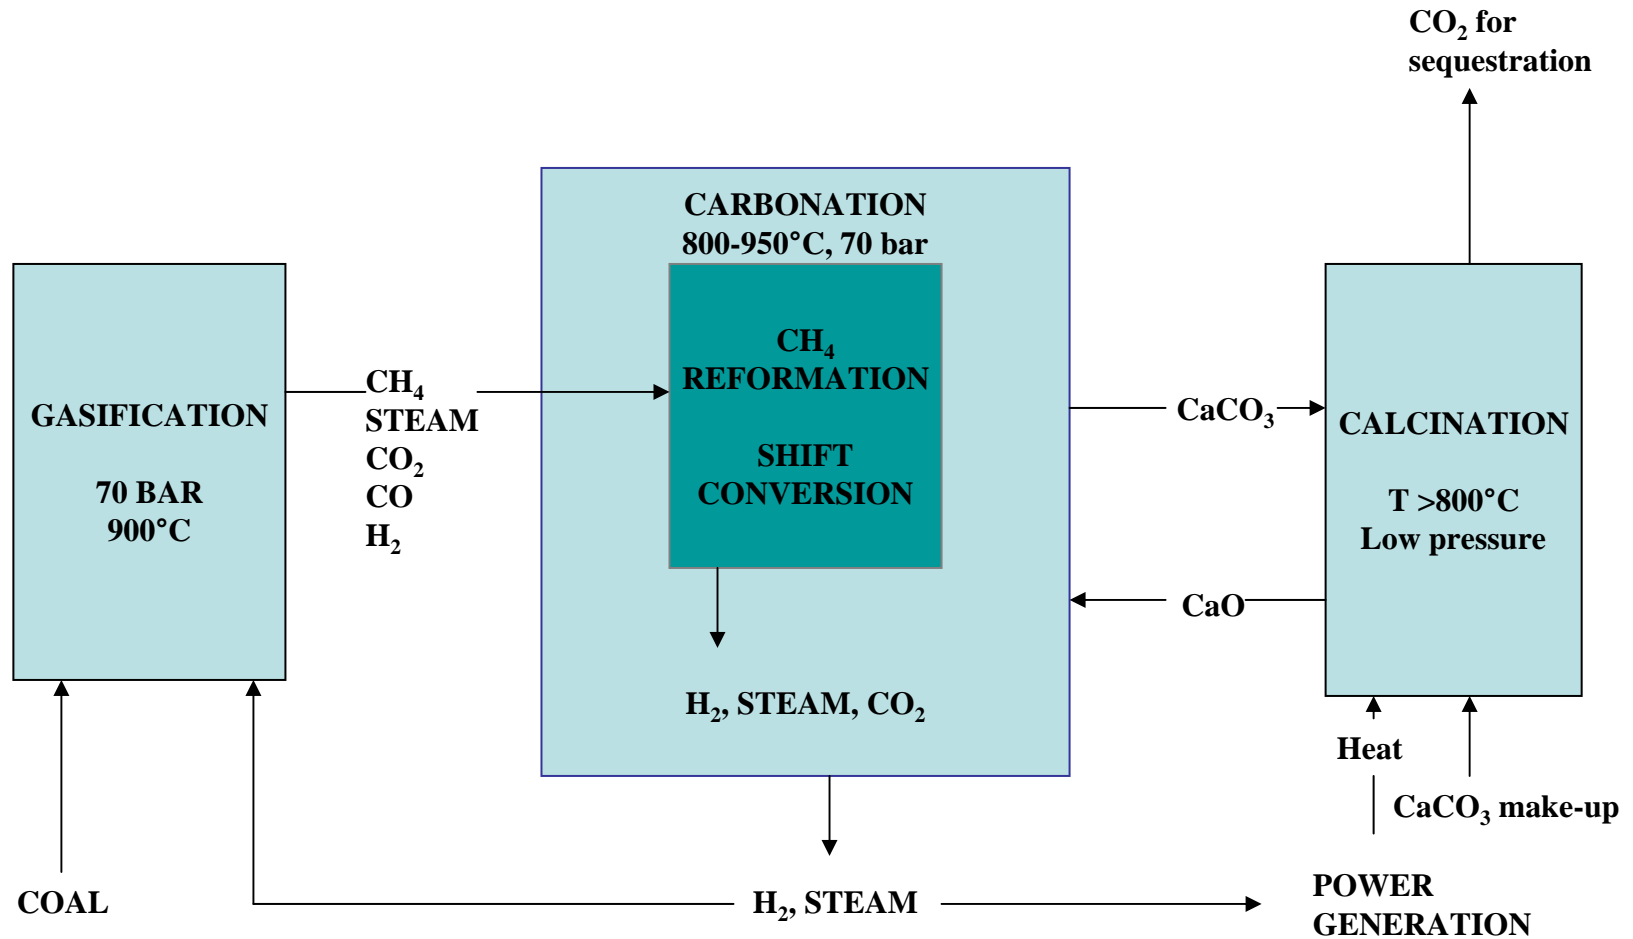 CO₂ for
sequestration
CARBONATION
800-950°C, 70 bar
CH₄
REFORMATION
SHIFT
CONVERSION
H₂, STEAM, CO₂
GASIFICATION
70 BAR
900°C
CH₄
STEAM
CO₂
CO
H₂
CaCO₃
CaO
CALCINATION
T >800°C
Low pressure
Heat
CaCO₃ make-up
COAL
H₂, STEAM
POWER
GENERATION